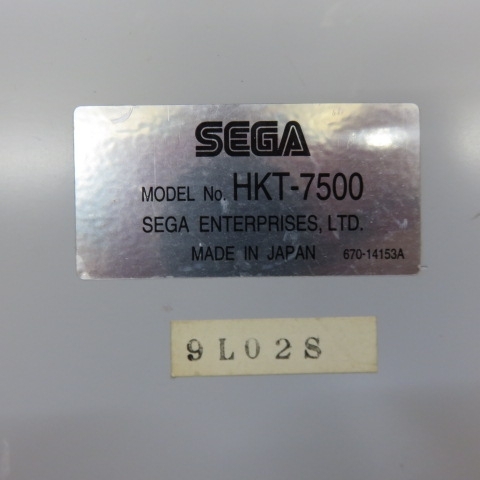 SEGA
MODEL No. HKT-7500
SEGA ENTERPRISES, LTD.
MADE IN JAPAN 670-14153A
9L02S